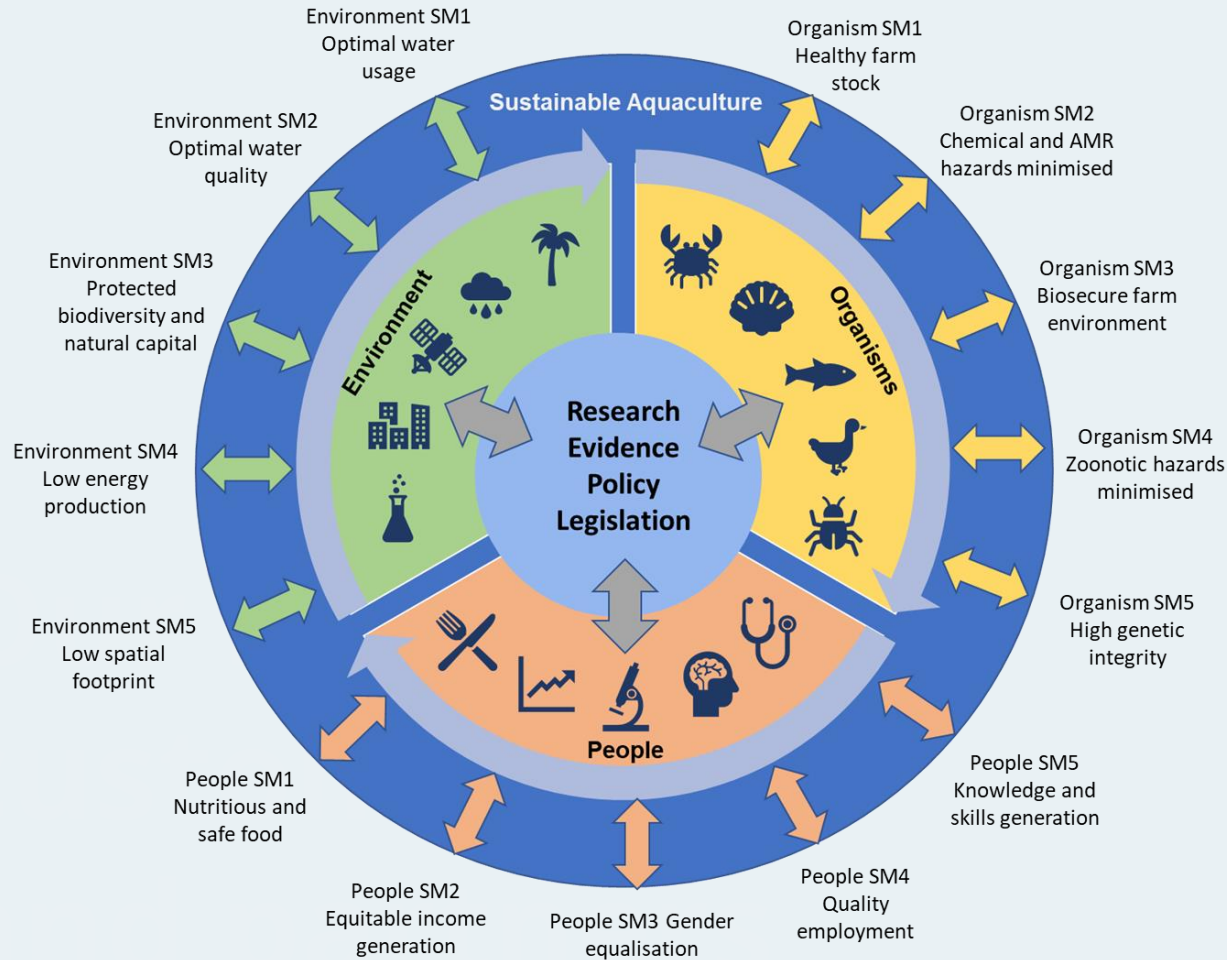 Environment SM1
Optimal water
usage
Environment SM2
Optimal water
quality
Environment SM3
Protected
biodiversity and
natural capital
Environment SM4
Low energy
production
Environment SM5
Low spatial
footprint
Sustainable Aquaculture
Environment
Organisms
People
Research
Evidence
Policy
Legislation
Organism SM1
Healthy farm
stock
Organism SM2
Chemical and AMR
hazards minimised
Organism SM3
Biosecure farm
environment
Organism SM4
Zoonotic hazards
minimised
Organism SM5
High genetic
integrity
People SM1
Nutritious and
safe food
People SM2
Equitable income
generation
People SM3 Gender
equalisation
People SM4
Quality
employment
People SM5
Knowledge and
skills generation